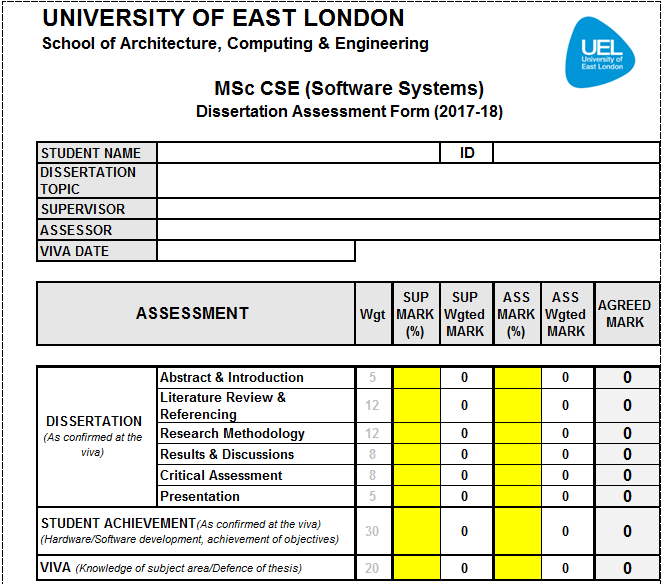 UNIVERSITY OF EAST LONDON
School of Architecture, Computing & Engineering
UEL
University of
East London
MSc CSE (Software Systems)
Dissertation Assessment Form (2017-18)
STUDENT NAME ID
DISSERTATION
TOPIC
SUPERVISOR
ASSESSOR
VIVA DATE
ASSESSMENT Wgt SUP MARK (%) SUP Wgted MARK ASS MARK (%) ASS Wgted MARK AGREED MARK
DISSERTATION
(As confirmed at the
viva)
Abstract & Introduction 5 0 0 0
Literature Review &
Referencing 12 0 0 0
Research Methodology 12 0 0 0
Results & Discussions 8 0 0 0
Critical Assessment 8 0 0 0
Presentation 5 0 0 0
STUDENT ACHIEVEMENT(As confirmed at the viva)
(Hardware/Software development, achievement of objectives) 30 0 0 0
VIVA (Knowledge of subject area/Defence of thesis) 20 0 0 0